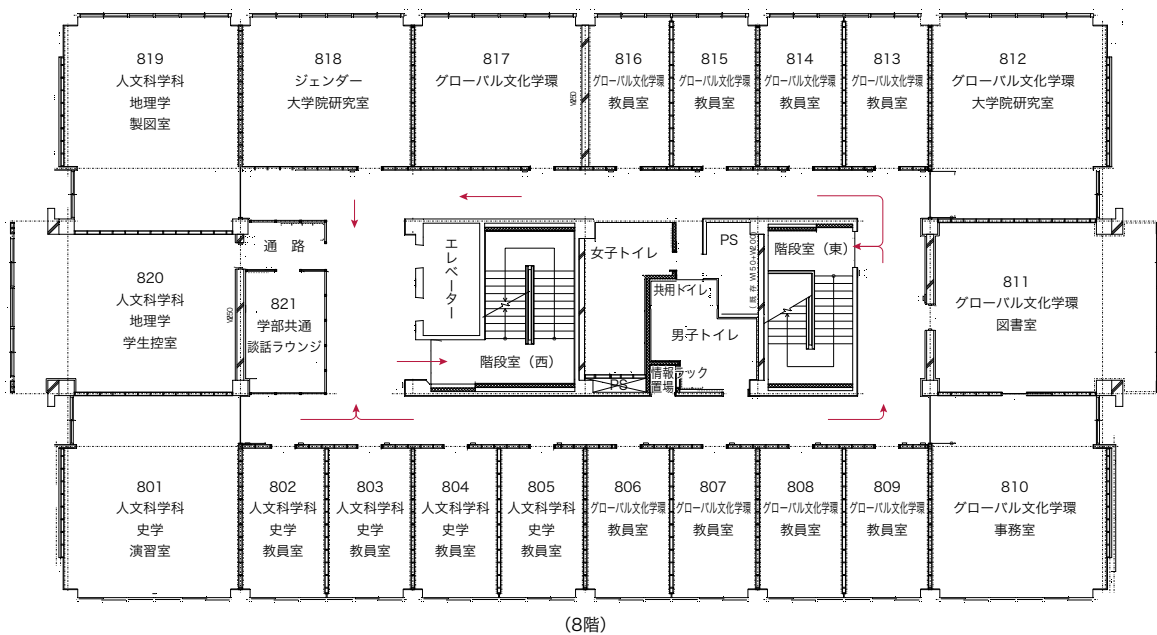 819
人文科学科
地理学
製図室
818
ジェンダー
大学院研究室
817
グローバル文化学環
816
グローバル文化学環
教員室
815
グローバル文化学環
教員室
814
グローバル文化学環
教員室
813
グローバル文化学環
教員室
812
グローバル文化学環
大学院研究室
W250
通 路
エレベーター
女子トイレ
PS
(既存W150+W200)
階段室(東)
820
人文科学科
地理学
学生控室
W250
821
学部共通
談話ラウンジ
共用トイレ
男子トイレ
811
グローバル文化学環
図書室
階段室(西)
PS
情報ラック
置場
801
人文科学科
史学
演習室
802
人文科学科
史学
教員室
803
人文科学科
史学
教員室
804
人文科学科
史学
教員室
805
人文科学科
史学
教員室
806
グローバル文化学環
教員室
807
グローバル文化学環
教員室
808
グローバル文化学環
教員室
809
グローバル文化学環
教員室
810
グローバル文化学環
事務室
(8階)